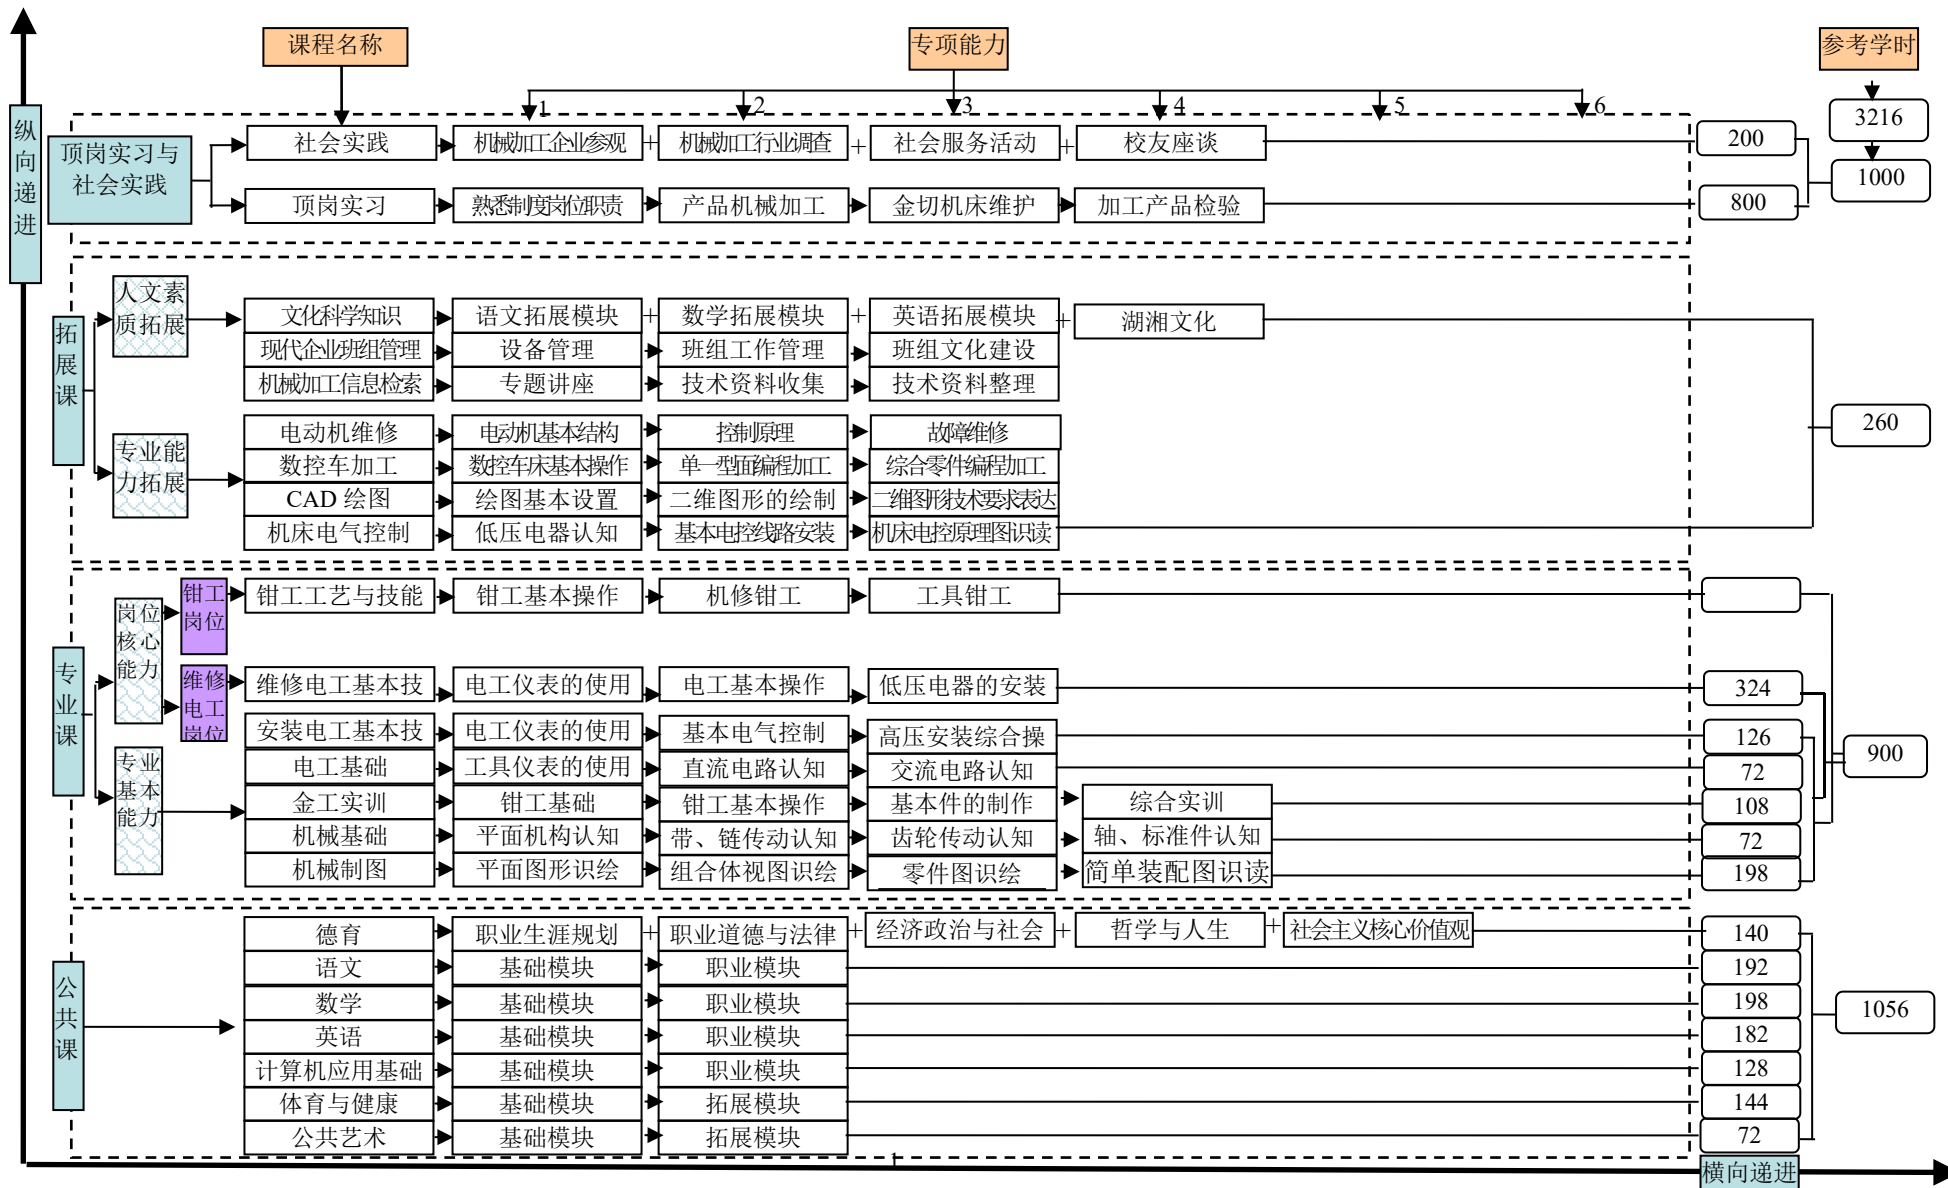 课程名称
专项能力
参考学时
1
2
3
4
5
6
纵
向
递
进
3216
1000
顶岗实习与
社会实践
社会实践
机械加工企业参观
+
机械加工行业调查
+
社会服务活动
+
校友座谈
200
顶岗实习
熟悉制度岗位职责
产品机械加工
金切机床维护
加工产品检验
800
拓
展
课
人文素
质拓展
文化科学知识
语文拓展模块
+
数学拓展模块
+
英语拓展模块
+
湖湘文化
现代企业班组管理
设备管理
班组工作管理
班组文化建设
机械加工信息检索
专题讲座
技术资料收集
技术资料整理
260
专业能
力拓展
电动机维修
电动机基本结构
控制原理
故障维修
数控车加工
数控车床基本操作
单一型面编程加工
综合零件编程加工
CAD 绘图
绘图基本设置
二维图形的绘制
二维图形技术要求表达
机床电气控制
低压电器认知
基本电控线路安装
机床电控原理图识读
专
业
课
岗位
核心
能力
钳工
岗位
钳工工艺与技能
钳工基本操作
机修钳工
工具钳工
维修
电工
岗位
维修电工基本技
电工仪表的使用
电工基本操作
低压电器的安装
324
专业
基本
能力
安装电工基本技
电工仪表的使用
基本电气控制
高压安装综合操
126
电工基础
工具仪表的使用
直流电路认知
交流电路认知
72
金工实训
钳工基础
钳工基本操作
基本件的制作
综合实训
108
机械基础
平面机构认知
带、链传动认知
齿轮传动认知
轴、标准件认知
72
机械制图
平面图形识绘
组合体视图识绘
零件图识绘
简单装配图识读
198
900
公
共
课
德育
职业生涯规划
+
职业道德与法律
+
经济政治与社会
+
哲学与人生
+
社会主义核心价值观
140
语文
基础模块
职业模块
192
数学
基础模块
职业模块
198
英语
基础模块
职业模块
182
计算机应用基础
基础模块
职业模块
128
体育与健康
基础模块
拓展模块
144
公共艺术
基础模块
拓展模块
72
1056
横向递进